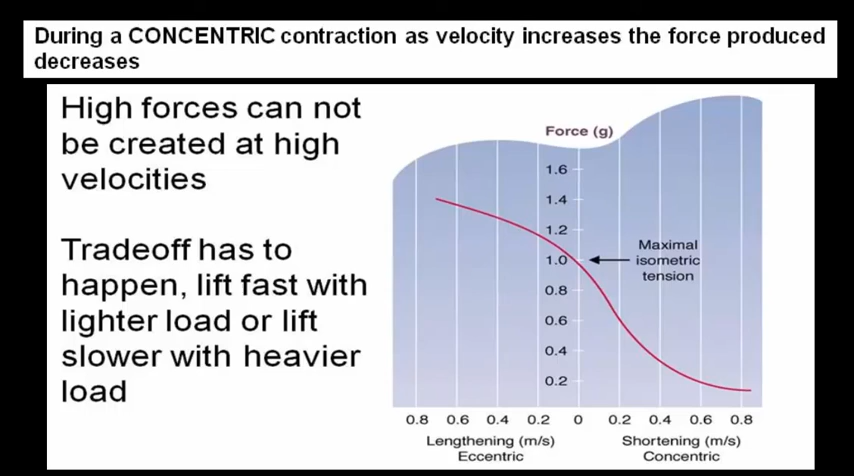 During a CONCENTRIC contraction as velocity increases the force produced
decreases
High forces can not
be created at high
velocities
Tradeoff has to
happen, lift fast with
lighter load or lift
slower with heavier
load
Force (g)
1.6
1.4
1.2
1.0
0.8
0.6
0.4
0.2
Maximal
isometric
tension
0.8 0.6 0.4 0.2 0 0.2 0.4 0.6 0.8
Lengthening (m/s)
Eccentric
Shortening (m/s)
Concentric